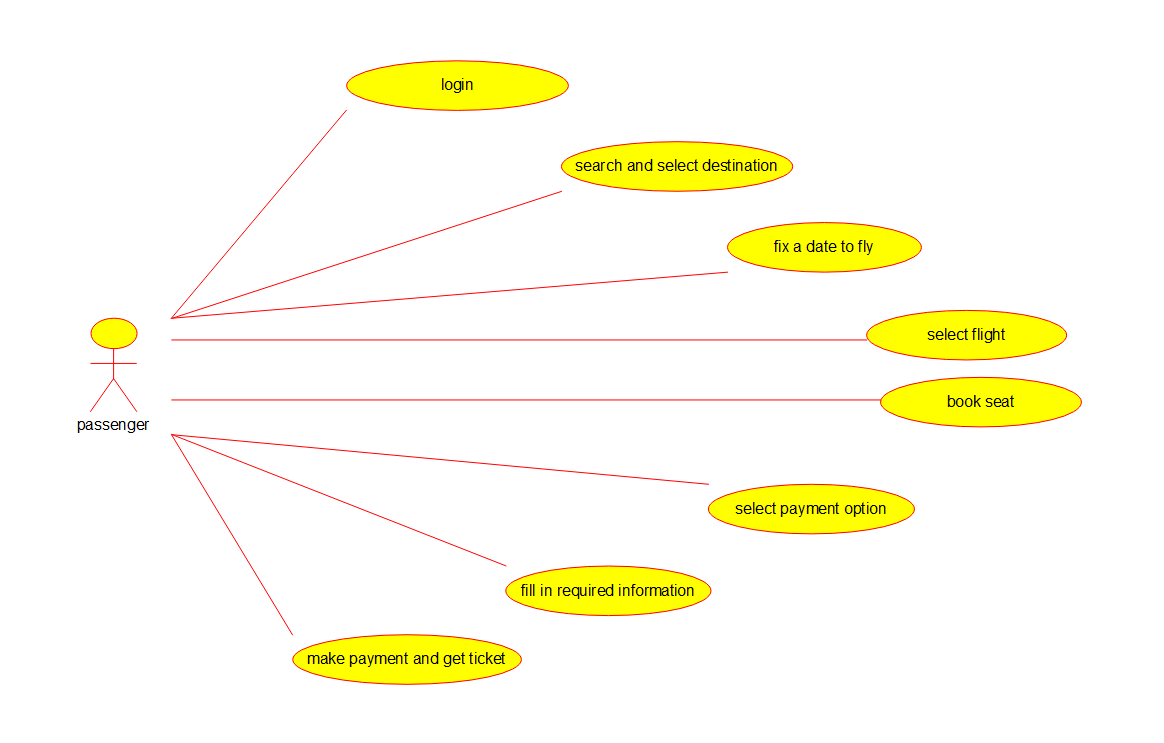 login
search and select destination
fix a date to fly
select flight
book seat
passenger
select payment option
fill in required information
make payment and get ticket